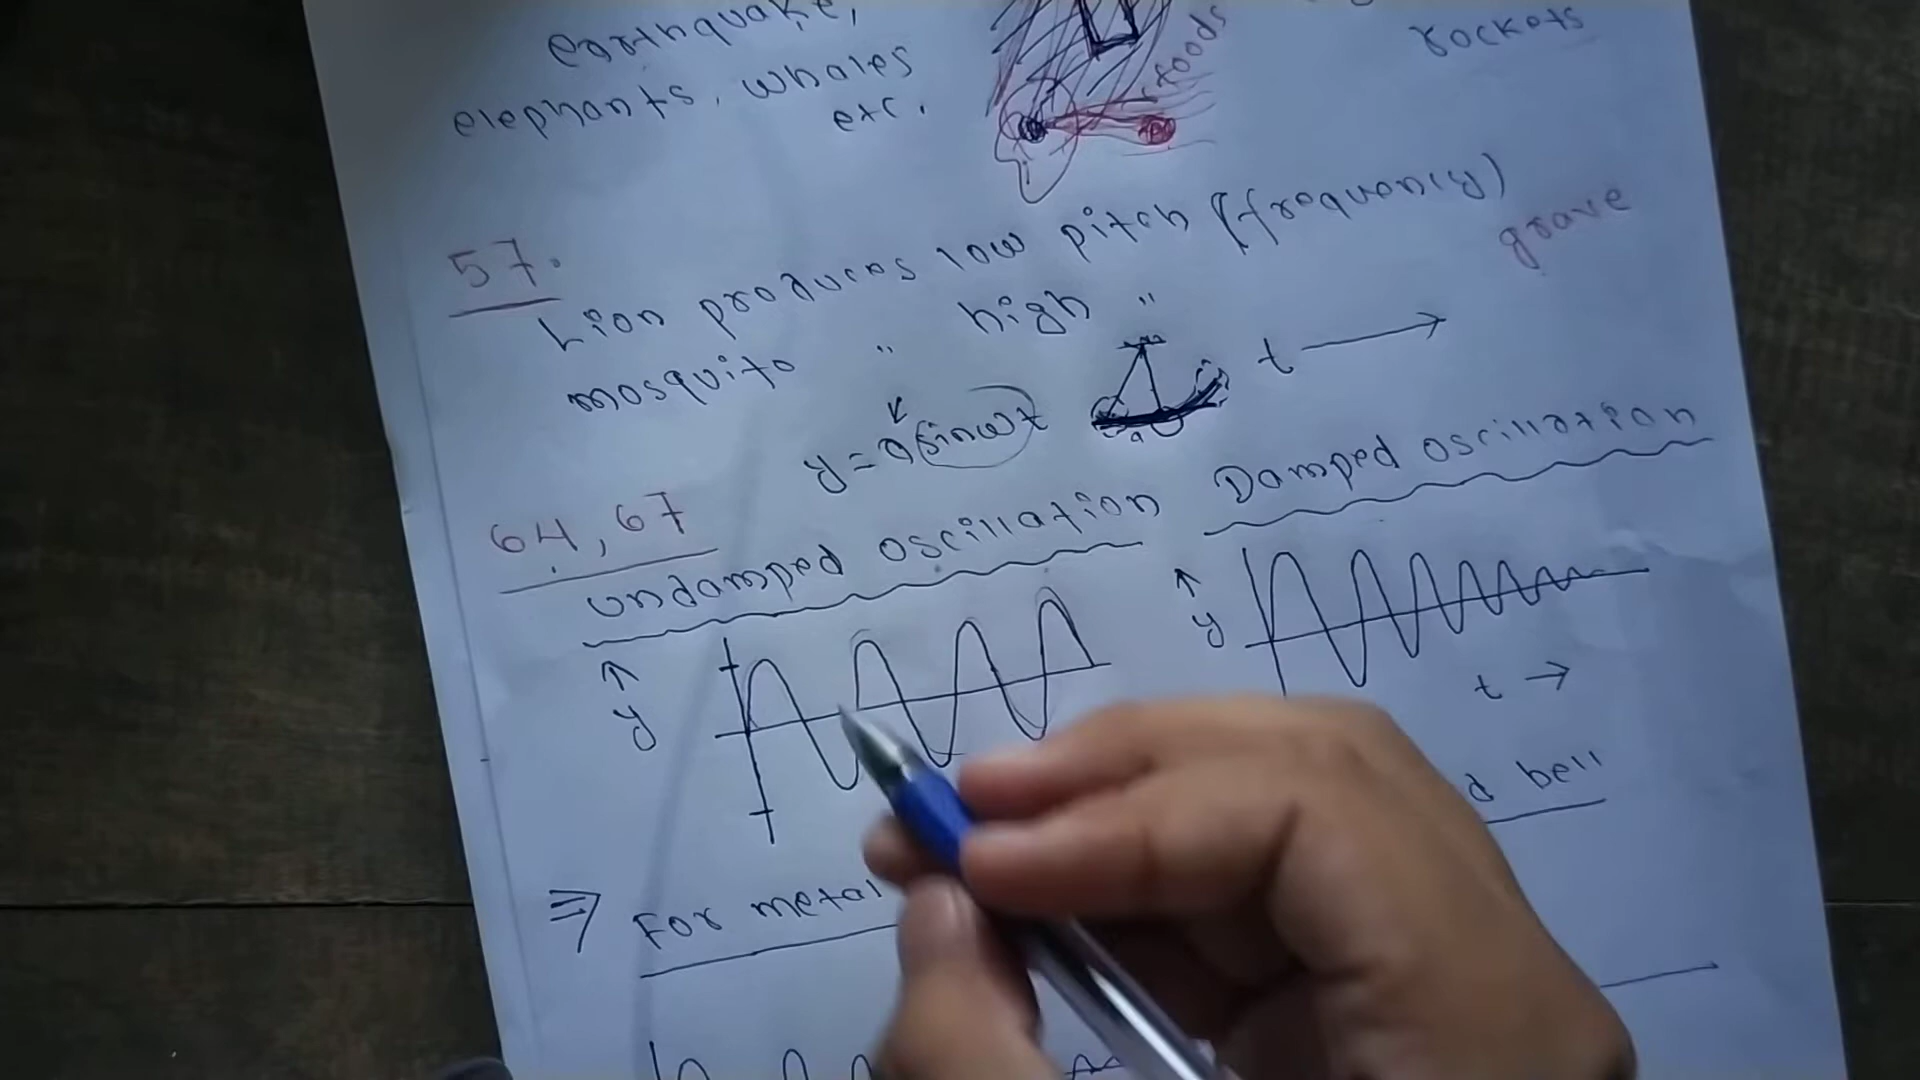 earthquake,
elephants, whales
etc.
foods
rockets
57.
Lion produces low pitch (frequency)
grave
mosquito " high "
t
y = a sinωt
64, 67
Undamped oscillation
Damped oscillation
y
y
t
⇒ For metal
d bell